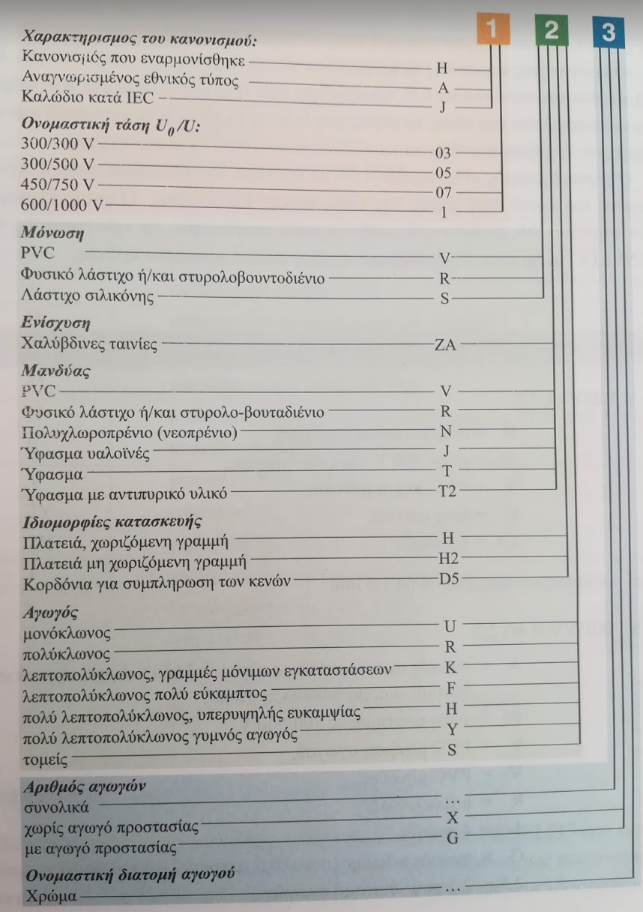 1 2 3
Χαρακτηρισμος του κανονισμού:
Κανονισμός που εναρμονίσθηκε H
Αναγνωρισμένος εθνικός τύπος A
Καλώδιο κατά IEC J
Ονομαστική τάση U0/U:
300/300 V 03
300/500 V 05
450/750 V 07
600/1000 V 1
Μόνωση
PVC V
Φυσικό λάστιχο ή/και στυρολοβουντοδιένιο R
Λάστιχο σιλικόνης S
Ενίσχυση
Χαλύβδινες ταινίες ZA
Μανδύας
PVC V
Φυσικό λάστιχο ή/και στυρολο-βουταδιένιο R
Πολυχλωροπρένιο (νεοπρένιο) N
Ύφασμα υαλοϊνές J
Ύφασμα T
Ύφασμα με αντιπυρικό υλικό T2
Ιδιομορφίες κατασκευής
Πλατειά, χωριζόμενη γραμμή H
Πλατειά μη χωριζόμενη γραμμή H2
Κορδόνια για συμπληρωση των κενών D5
Αγωγός
μονόκλωνος U
πολύκλωνος R
λεπτοπολύκλωνος, γραμμές μόνιμων εγκαταστάσεων K
λεπτοπολύκλωνος πολύ εύκαμπτος F
πολύ λεπτοπολύκλωνος, υπερυψηλής ευκαμψίας H
πολύ λεπτοπολύκλωνος γυμνός αγωγός Y
τομείς S
Αριθμός αγωγών
συνολικά ...
χωρίς αγωγό προστασίας X
με αγωγό προστασίας G
Ονομαστική διατομή αγωγού
Χρώμα ...